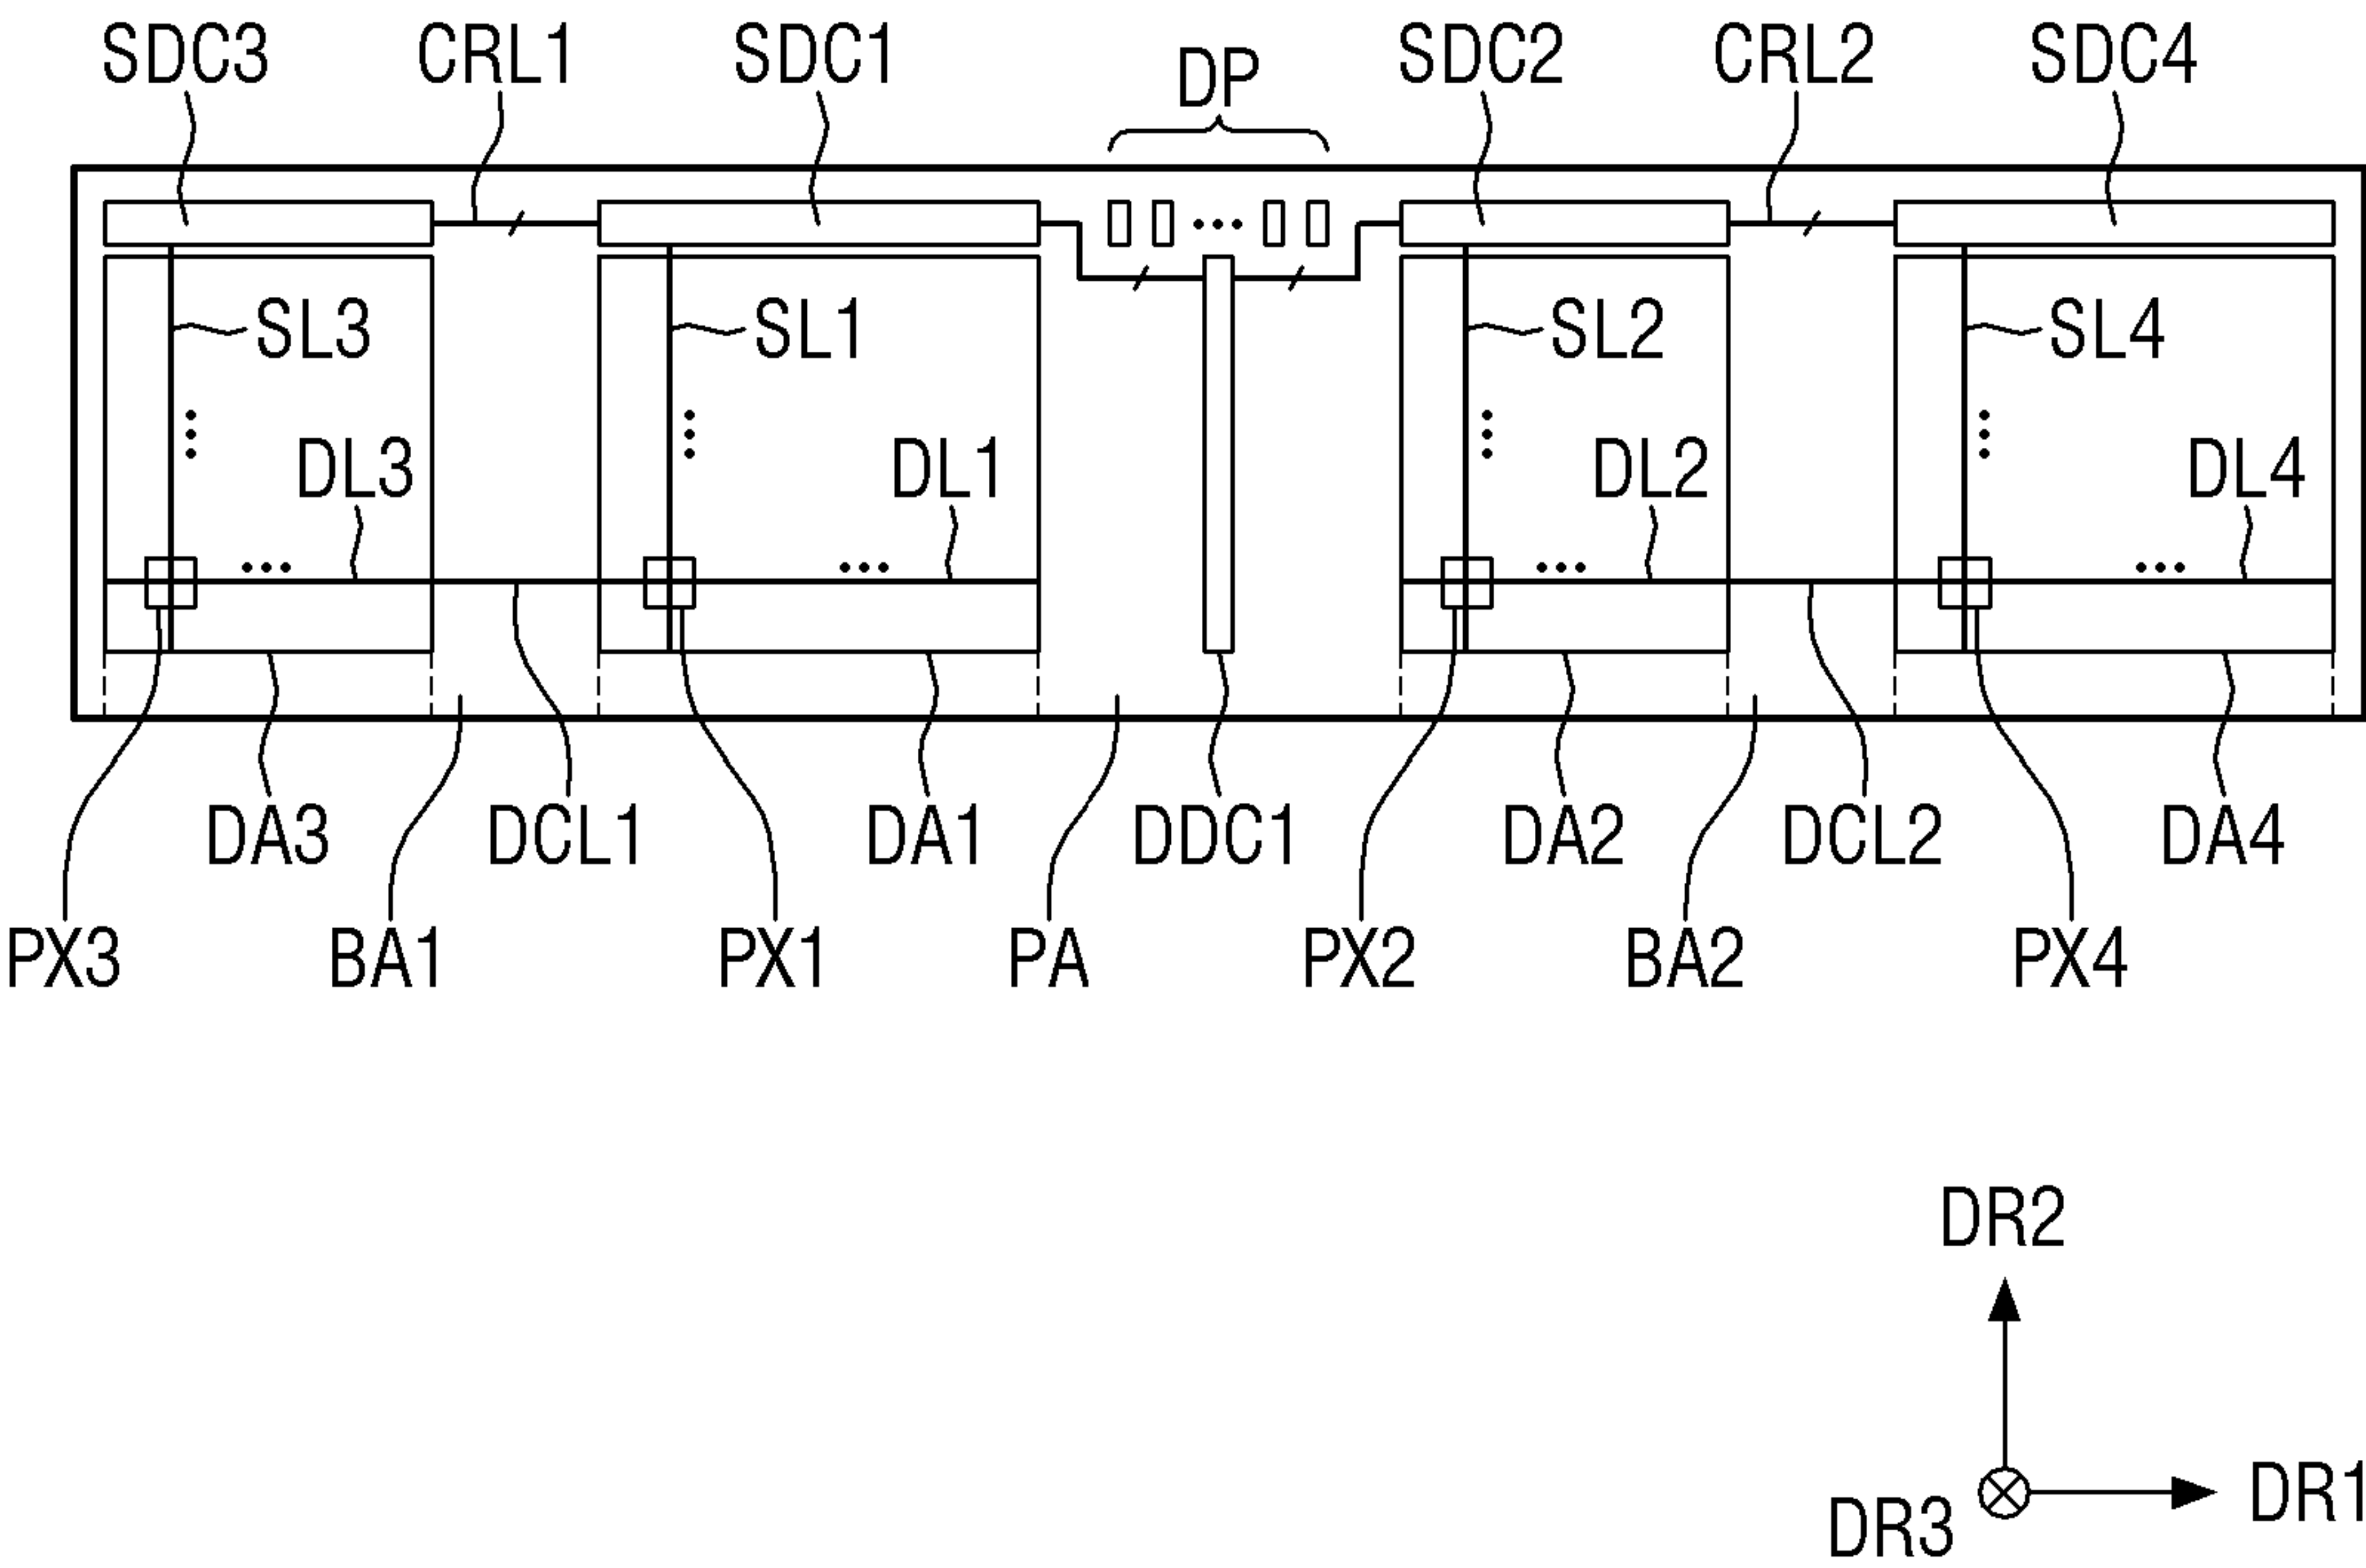 SDC3 CRL1 SDC1 DP SDC2 CRL2 SDC4
SL3 SL1 SL2 SL4
DL3 DL1 DL2 DL4
DA3 DCL1 DA1 DDC1 DA2 DCL2 DA4
PX3 BA1 PX1 PA PX2 BA2 PX4
DR2
DR1
DR3